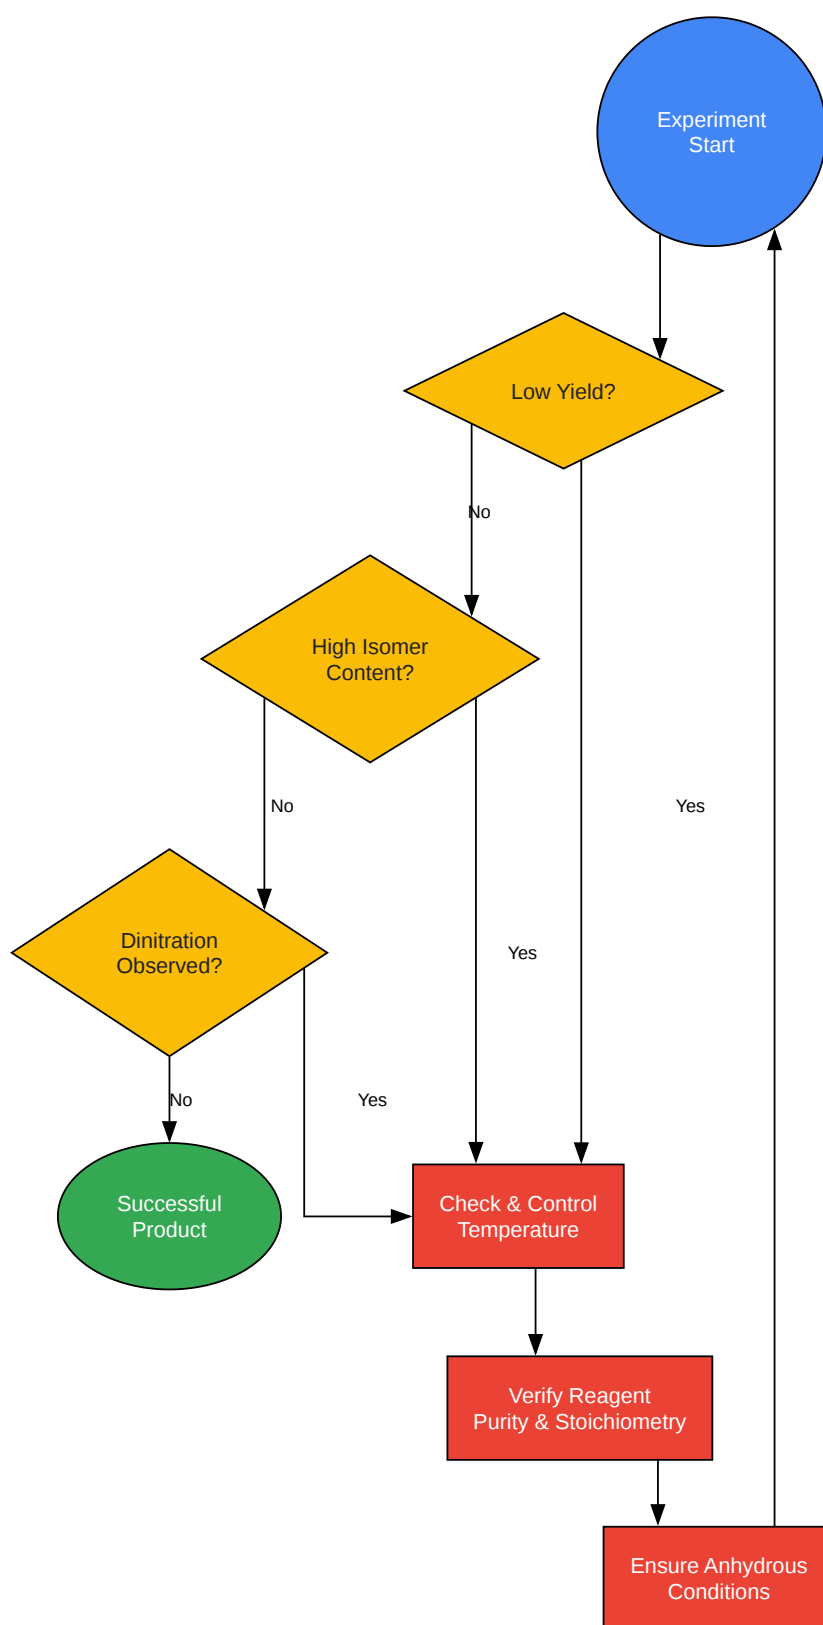 Experiment
Start
Low Yield?
No
High Isomer
Content?
No
Yes
Dinitration
Observed?
Yes
No
Yes
Successful
Product
Check & Control
Temperature
Verify Reagent
Purity & Stoichiometry
Ensure Anhydrous
Conditions